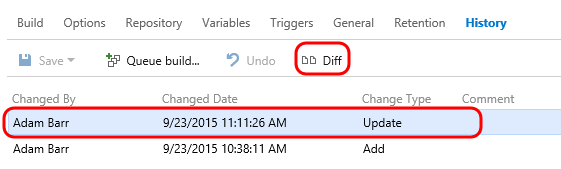 Build Options Repository Variables Triggers General Retention History
Save Queue build... Undo Diff
Changed By Changed Date Change Type Comment
Adam Barr 9/23/2015 11:11:26 AM Update
Adam Barr 9/23/2015 10:38:11 AM Add